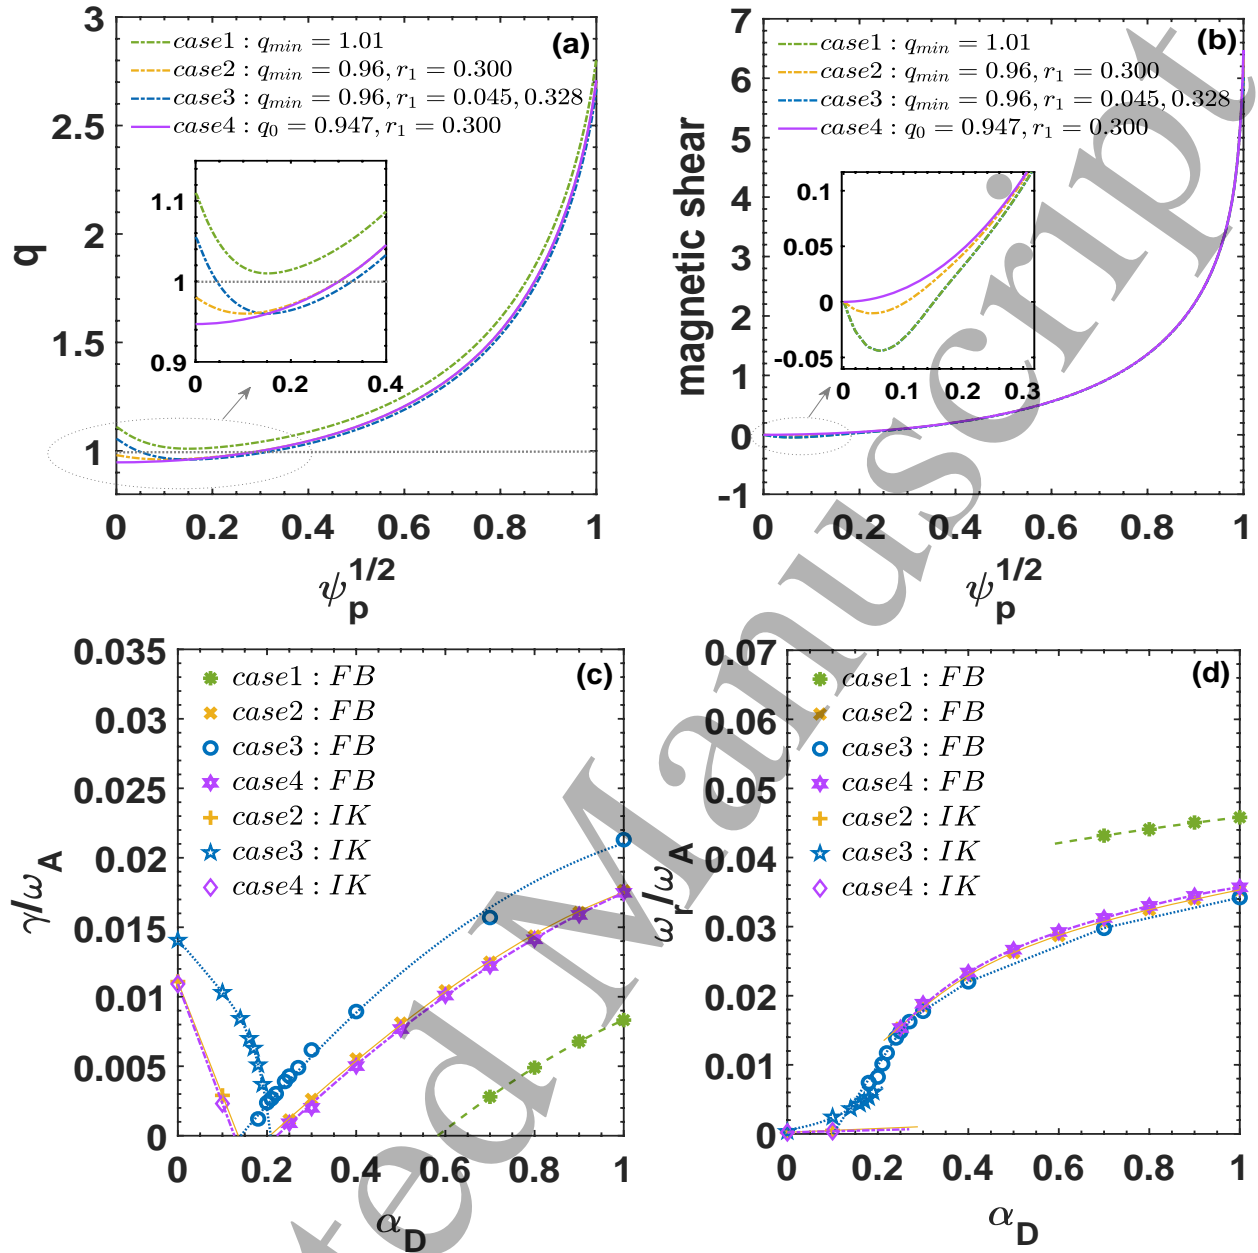 (a)
case1 : q_min = 1.01
case2 : q_min = 0.96, r_1 = 0.300
case3 : q_min = 0.96, r_1 = 0.045, 0.328
case4 : q_0 = 0.947, r_1 = 0.300
q
3
2.5
2
1.5
1
1.1
1
0.9
0 0.2 0.4
0 0.2 0.4 0.6 0.8 1
ψ_p^1/2
(b)
case1 : q_min = 1.01
case2 : q_min = 0.96, r_1 = 0.300
case3 : q_min = 0.96, r_1 = 0.045, 0.328
case4 : q_0 = 0.947, r_1 = 0.300
magnetic shear
7
6
5
4
3
2
1
0
-1
0.1
0.05
0
-0.05
0 0.1 0.2 0.3
0 0.2 0.4 0.6 0.8 1
ψ_p^1/2
(c)
case1 : FB
case2 : FB
case3 : FB
case4 : FB
case2 : IK
case3 : IK
case4 : IK
γ/ω_A
0.035
0.03
0.025
0.02
0.015
0.01
0.005
0
0 0.2 0.4 0.6 0.8 1
α_D
(d)
case1 : FB
case2 : FB
case3 : FB
case4 : FB
case2 : IK
case3 : IK
case4 : IK
ω_r/ω_A
0.07
0.06
0.05
0.04
0.03
0.02
0.01
0
0 0.2 0.4 0.6 0.8 1
α_D
ted Manuscript